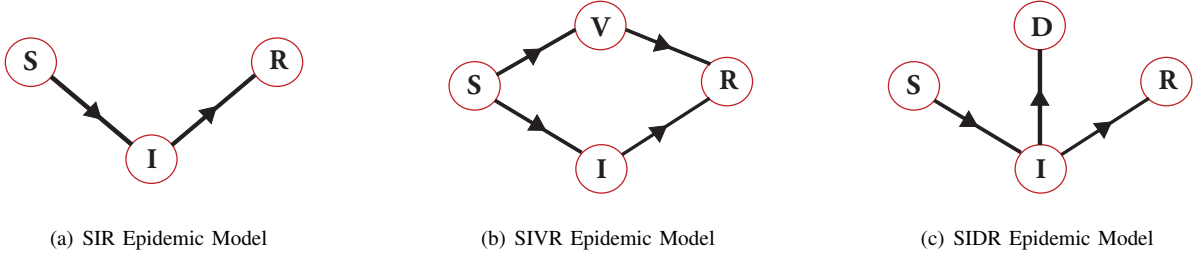 S
R
I
(a) SIR Epidemic Model
V
S
R
I
(b) SIVR Epidemic Model
D
S
R
I
(c) SIDR Epidemic Model